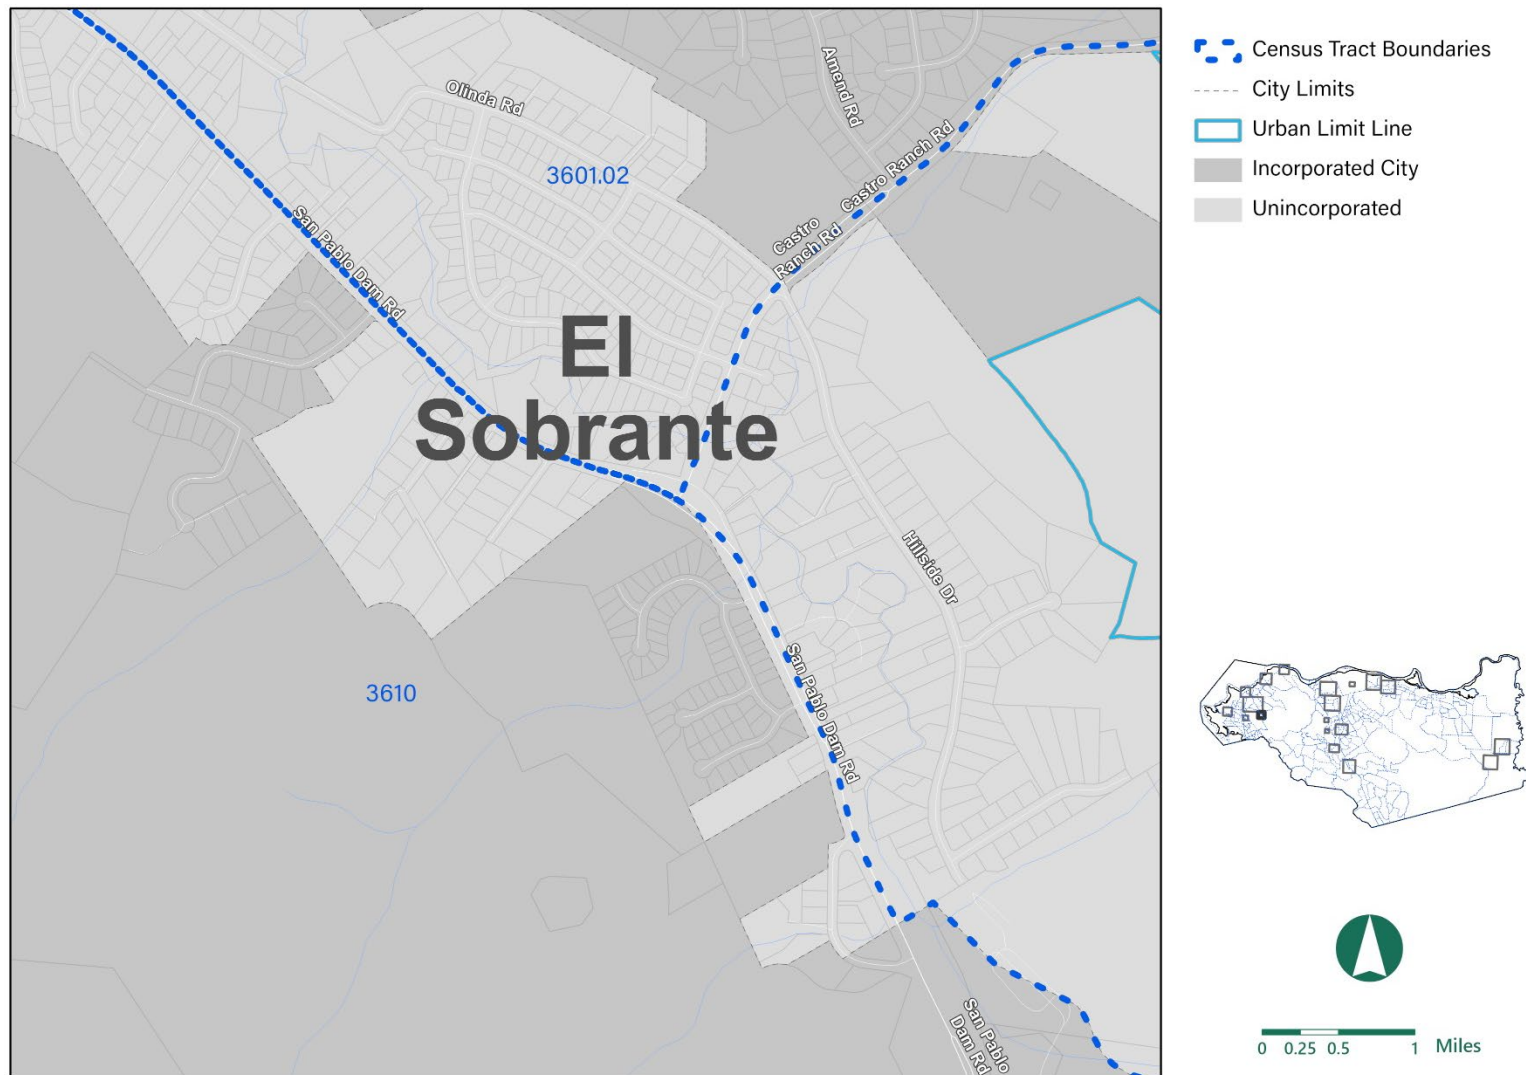 Olinda Rd
Amend Rd
3601.02
Castro Ranch Rd
Castro
Ranch Rd
San Pablo Dam Rd
El
Sobrante
Hillside Dr
San Pablo Dam Rd
3610
San Pablo
Dam Rd
Census Tract Boundaries
City Limits
Urban Limit Line
Incorporated City
Unincorporated
0 0.25 0.5 1 Miles